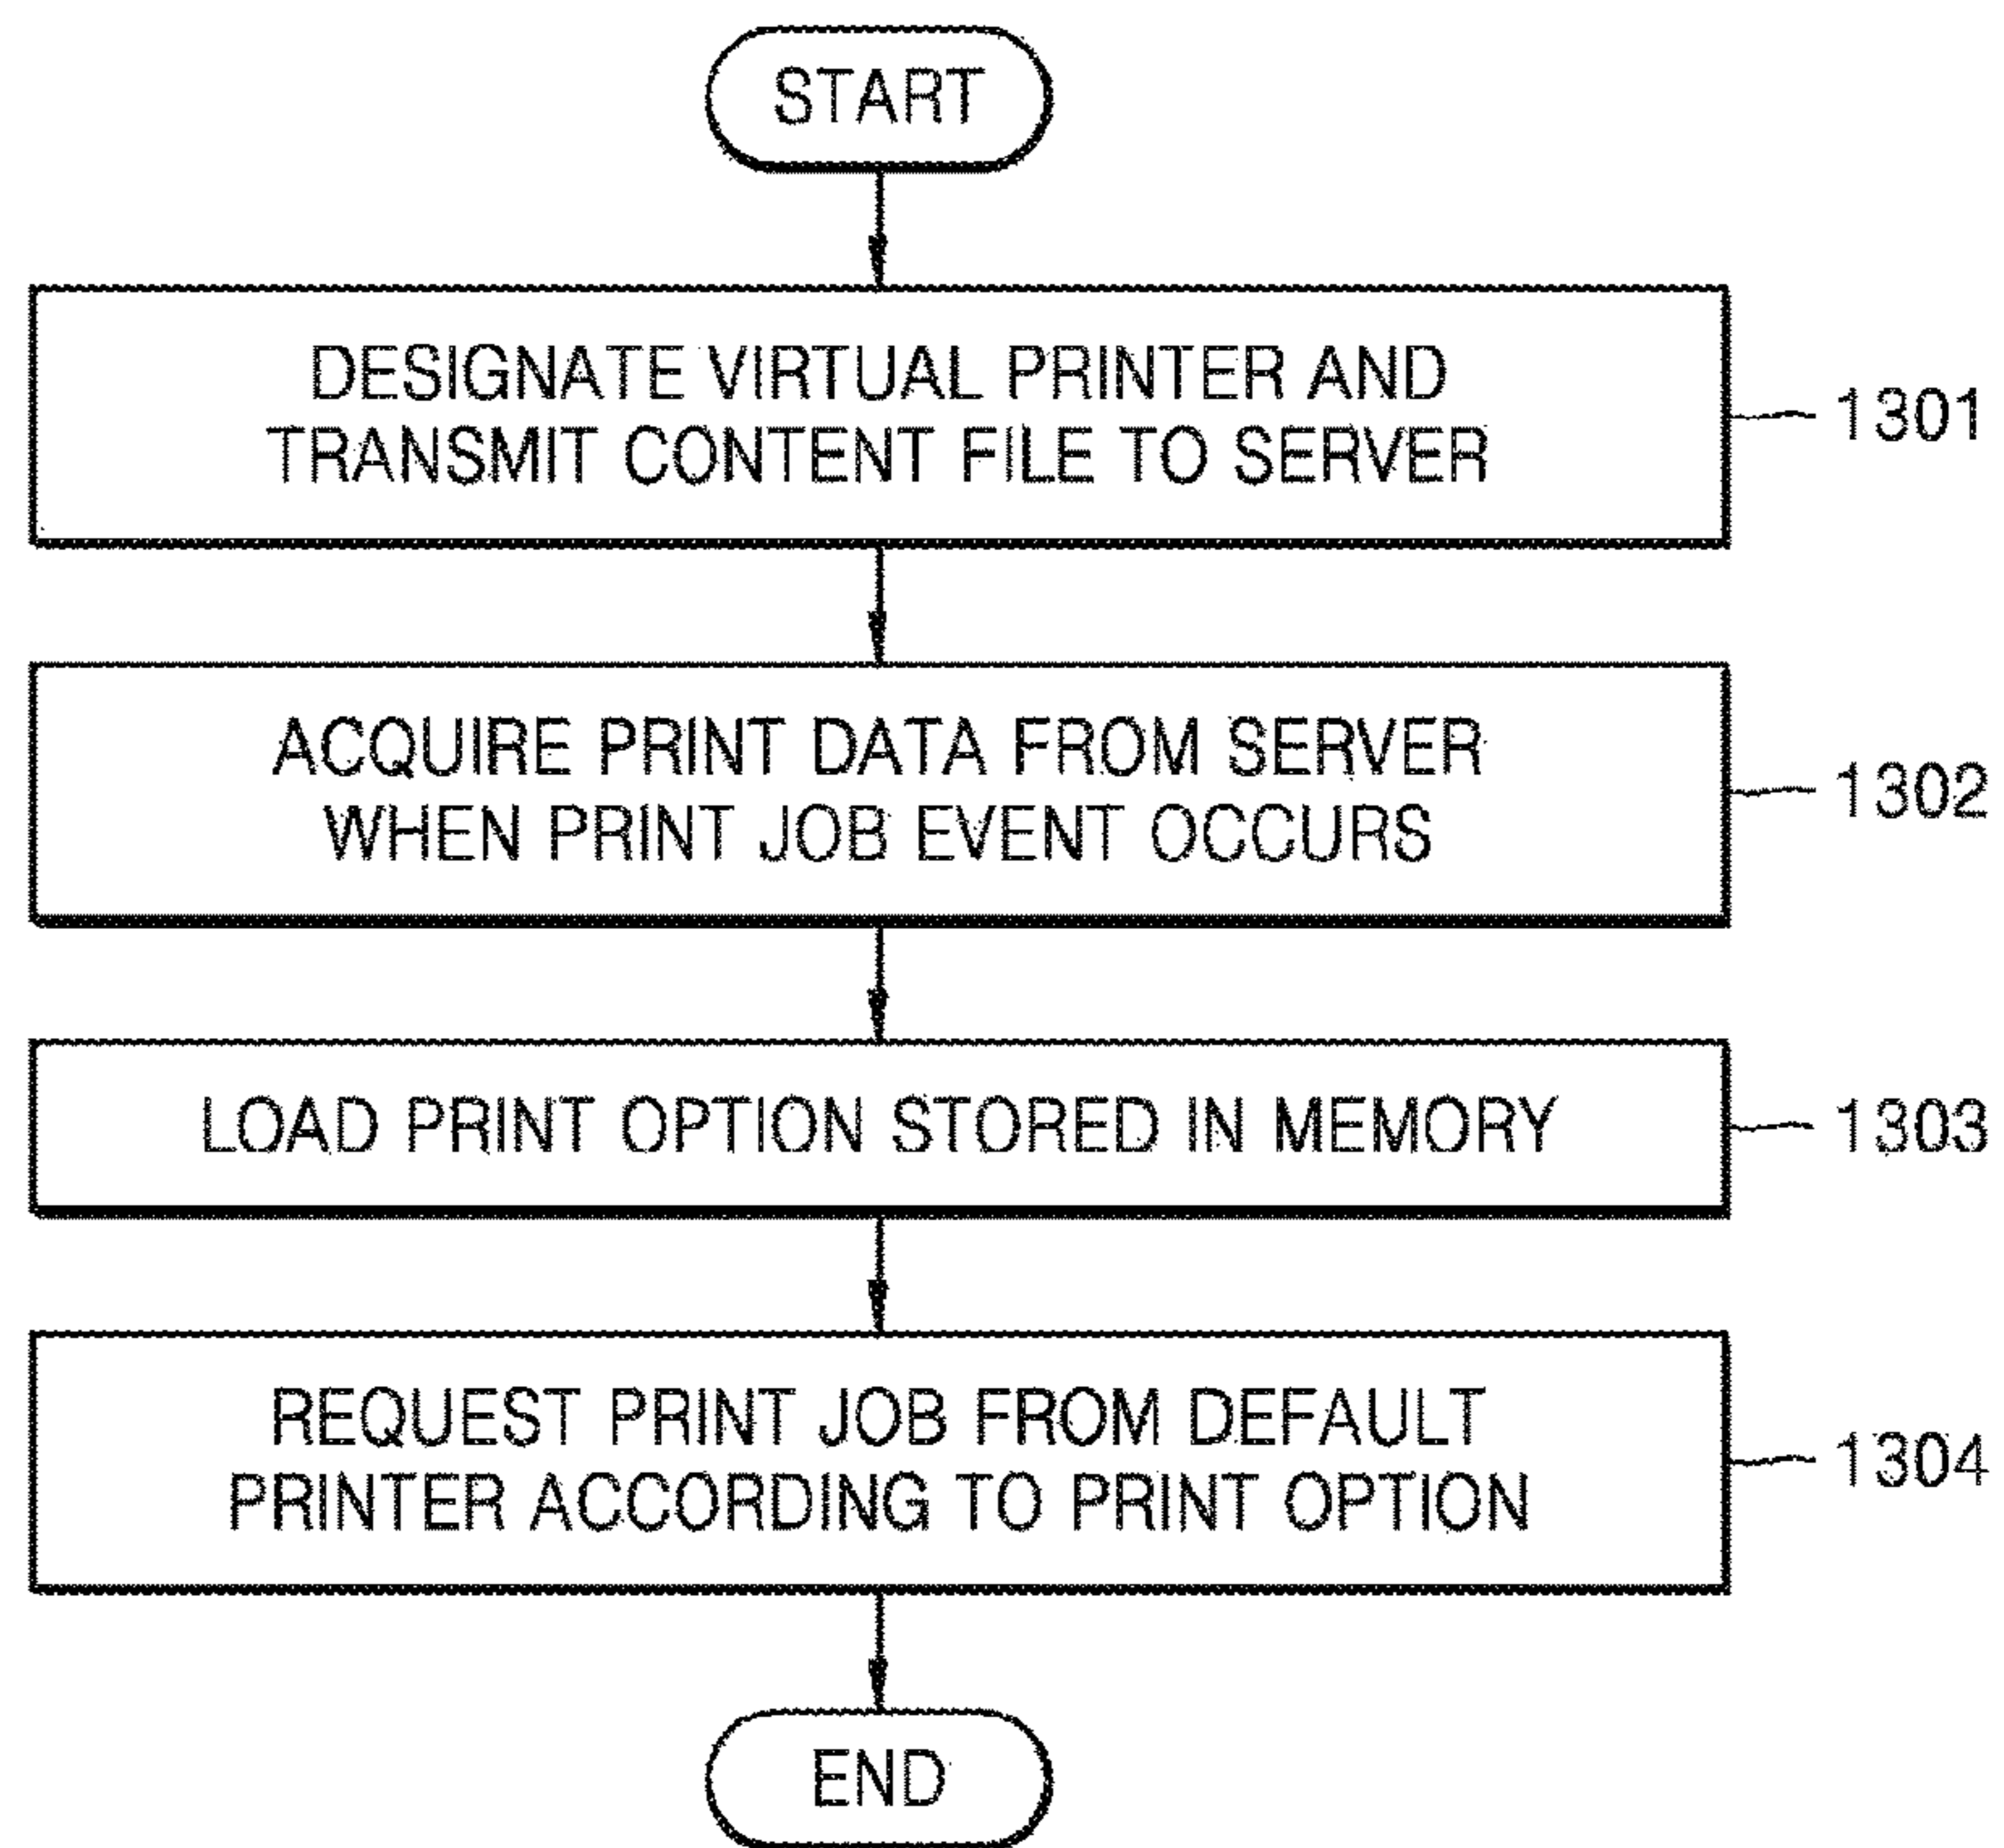 START
DESIGNATE VIRTUAL PRINTER AND
TRANSMIT CONTENT FILE TO SERVER
1301
ACQUIRE PRINT DATA FROM SERVER
WHEN PRINT JOB EVENT OCCURS
1302
LOAD PRINT OPTION STORED IN MEMORY
1303
REQUEST PRINT JOB FROM DEFAULT
PRINTER ACCORDING TO PRINT OPTION
1304
END